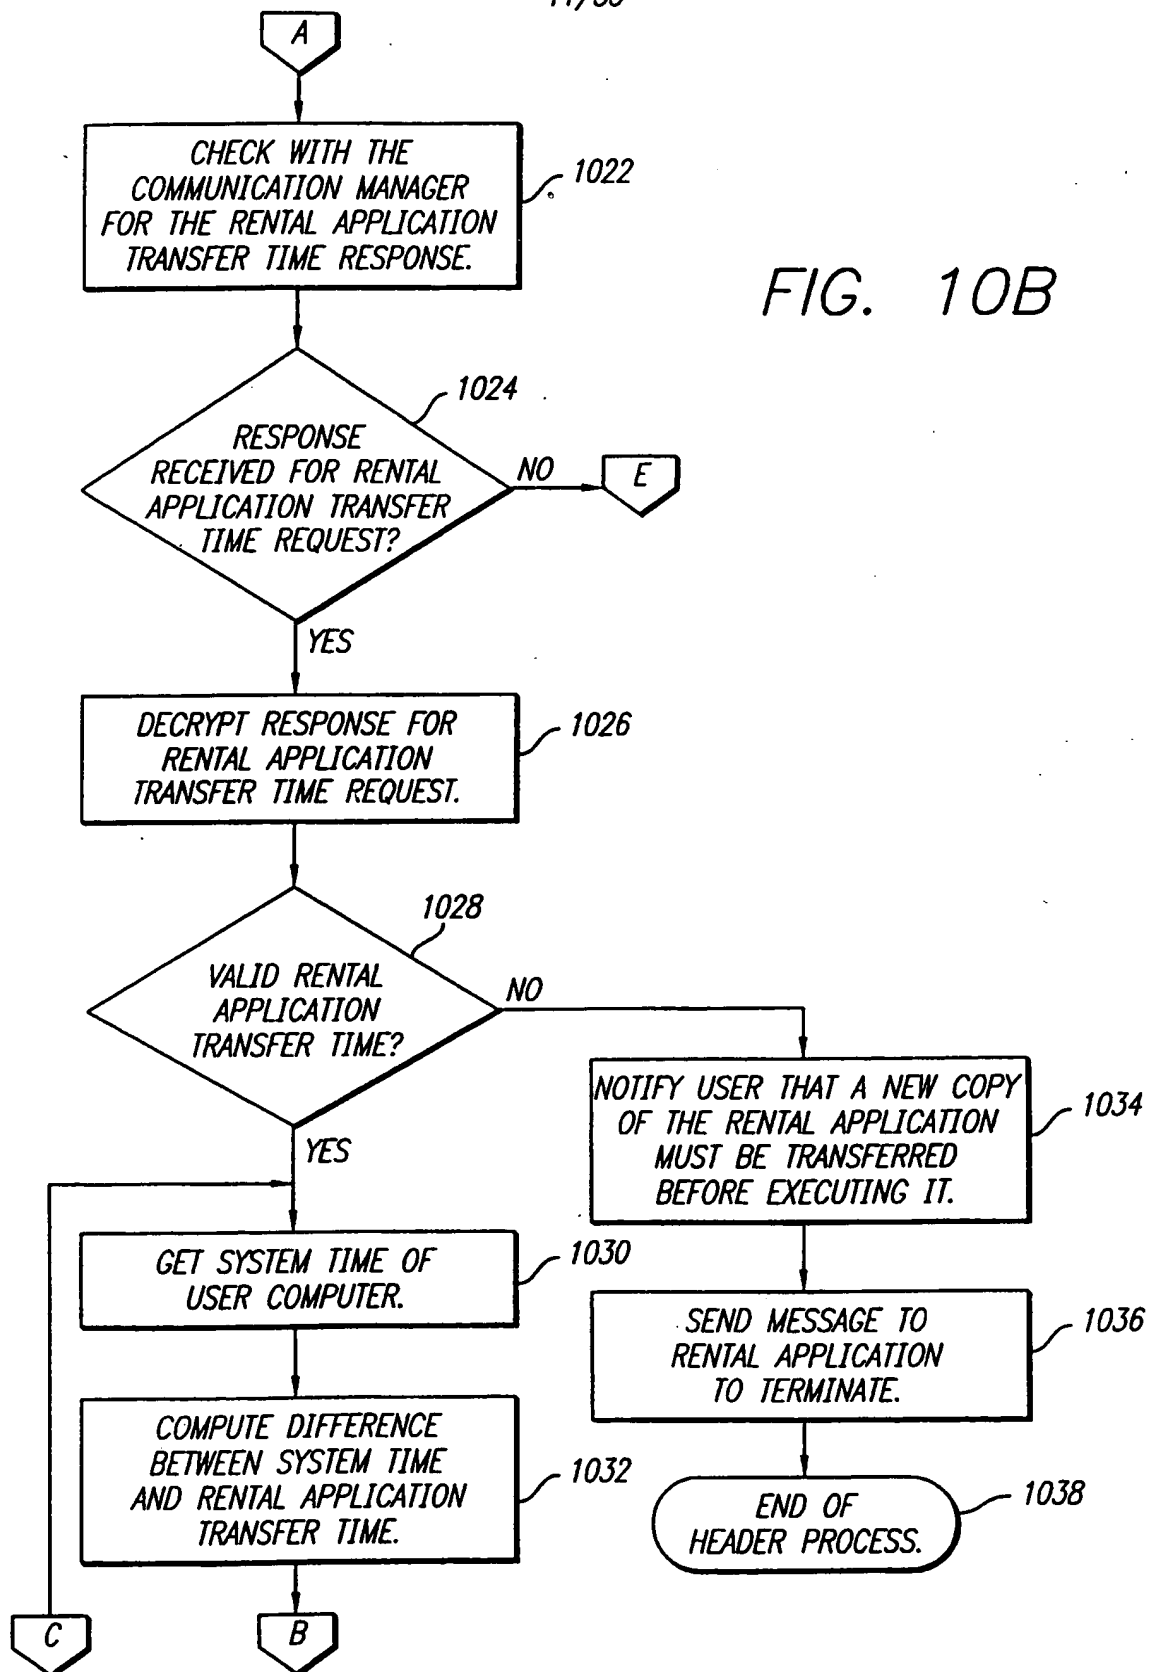 A
CHECK WITH THE
COMMUNICATION MANAGER
FOR THE RENTAL APPLICATION
TRANSFER TIME RESPONSE.
1022
FIG. 10B
1024
RESPONSE
RECEIVED FOR RENTAL
APPLICATION TRANSFER
TIME REQUEST?
NO
E
YES
DECRYPT RESPONSE FOR
RENTAL APPLICATION
TRANSFER TIME REQUEST.
1026
1028
VALID RENTAL
APPLICATION
TRANSFER TIME?
NO
YES
NOTIFY USER THAT A NEW COPY
OF THE RENTAL APPLICATION
MUST BE TRANSFERRED
BEFORE EXECUTING IT.
1034
GET SYSTEM TIME OF
USER COMPUTER.
1030
SEND MESSAGE TO
RENTAL APPLICATION
TO TERMINATE.
1036
COMPUTE DIFFERENCE
BETWEEN SYSTEM TIME
AND RENTAL APPLICATION
TRANSFER TIME.
1032
END OF
HEADER PROCESS.
1038
C
B